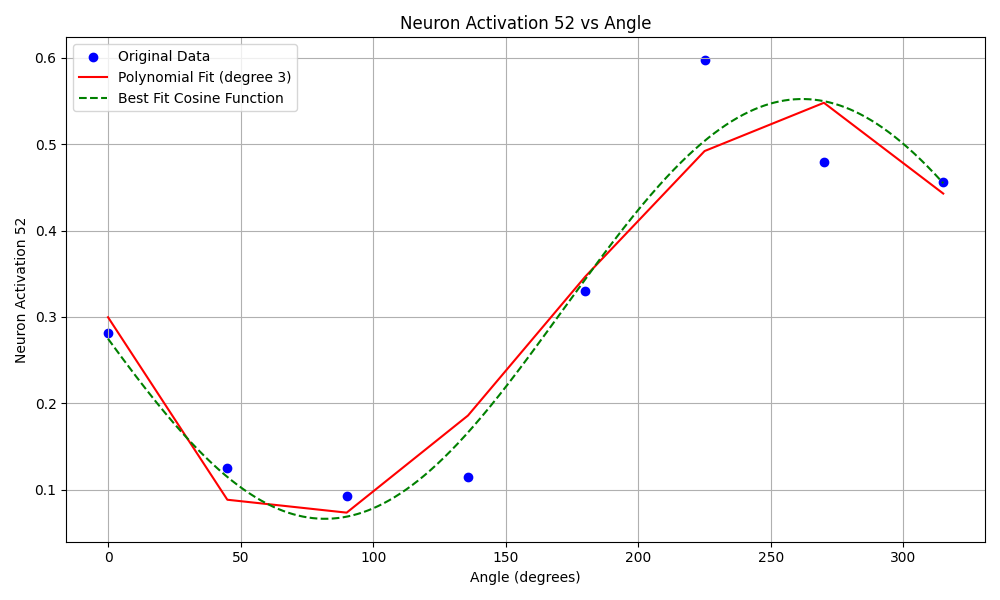 Neuron Activation 52 vs Angle
Original Data
Polynomial Fit (degree 3)
Best Fit Cosine Function
0.6
0.5
0.4
0.3
0.2
0.1
Neuron Activation 52
0 50 100 150 200 250 300
Angle (degrees)